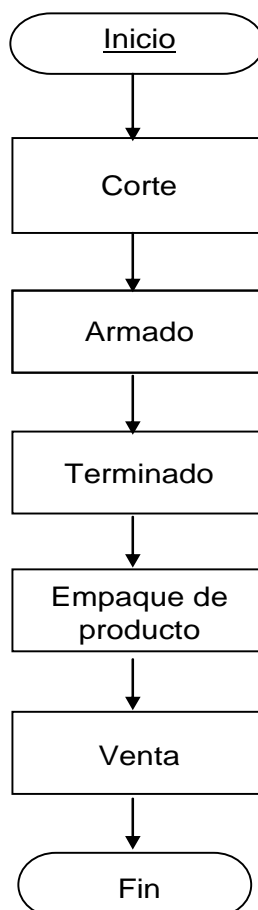 Inicio
Corte
Armado
Terminado
Empaque de
producto
Venta
Fin